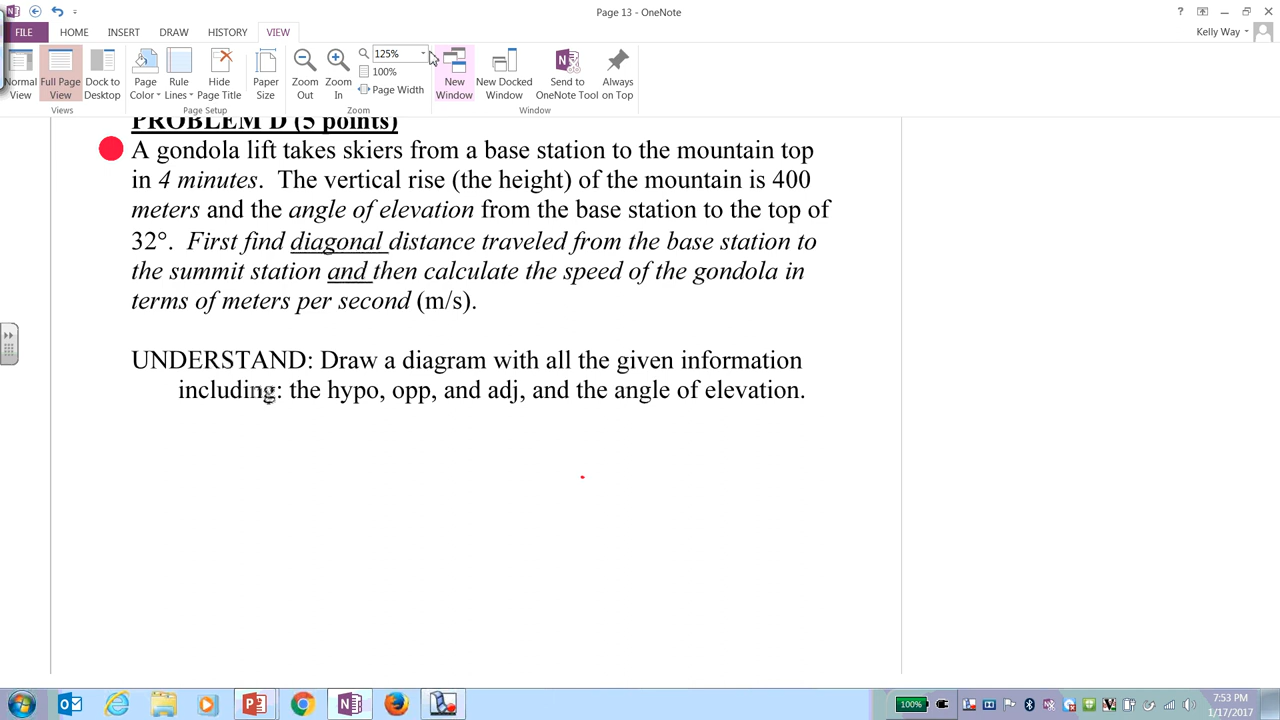 Page 13 - OneNote
?
FILE HOME INSERT DRAW HISTORY VIEW
Kelly Way
Normal View
Full Page View
Dock to Desktop
Page Color
Rule Lines
Hide Page Title
Paper Size
Zoom Out
Zoom In
125%
100%
Page Width
New Window
New Docked Window
Send to OneNote Tool
Always on Top
Views Page Setup Zoom Window
PROBLEM D (5 points)
A gondola lift takes skiers from a base station to the mountain top
in 4 minutes. The vertical rise (the height) of the mountain is 400
meters and the angle of elevation from the base station to the top of
32°. First find diagonal distance traveled from the base station to
the summit station and then calculate the speed of the gondola in
terms of meters per second (m/s).
UNDERSTAND: Draw a diagram with all the given information
including: the hypo, opp, and adj, and the angle of elevation.
100%
7:53 PM
1/17/2017